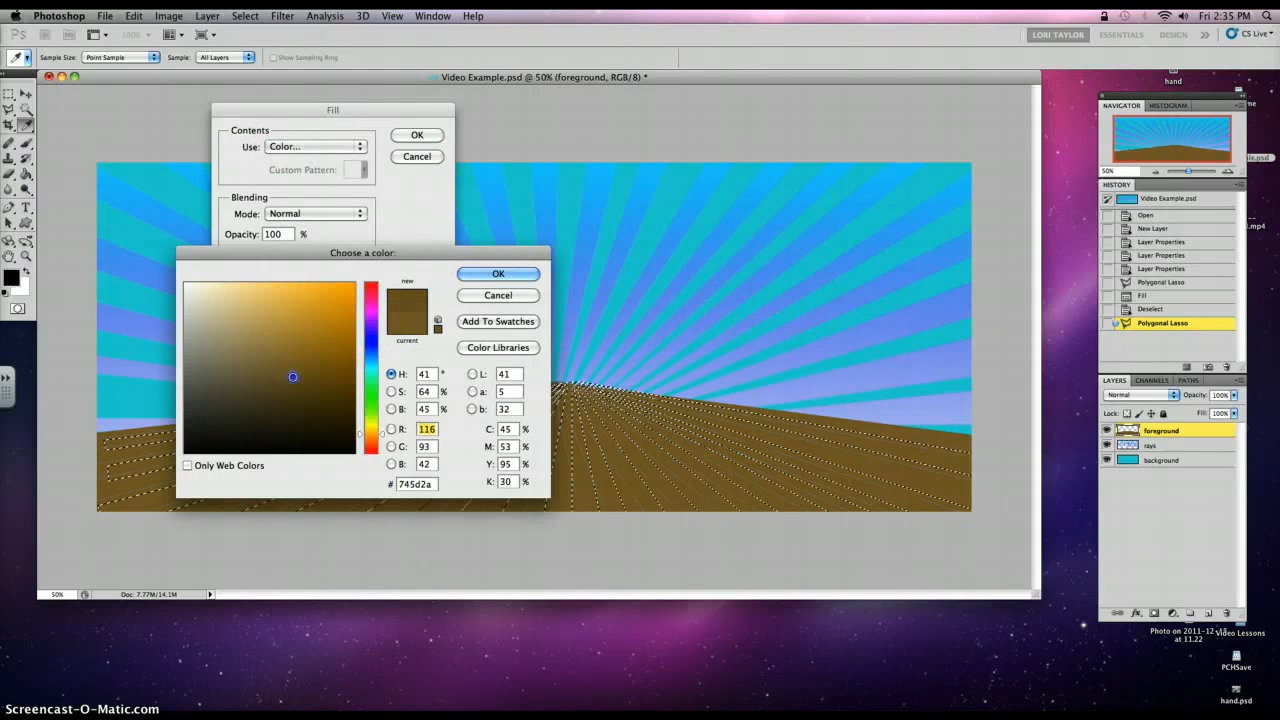 Photoshop File Edit Image Layer Select Filter Analysis 3D View Window Help Fri 2:35 PM
Ps 100% LORI TAYLOR ESSENTIALS DESIGN CS Live
Sample Size: Point Sample Sample: All Layers Show Sampling Ring
Video Example.psd @ 50% (foreground, RGB/8) *
hand
Fill
Contents
Use: Color...
Custom Pattern:
OK
Cancel
Blending
Mode: Normal
Opacity: 100 %
Choose a color:
new
current
OK
Cancel
Add To Swatches
Color Libraries
H: 41 °
S: 64 %
B: 45 %
R: 116
G: 93
B: 42
# 745d2a
L: 41
a: 5
b: 32
C: 45 %
M: 53 %
Y: 95 %
K: 30 %
Only Web Colors
50% Doc: 7.77M/14.1M
NAVIGATOR HISTOGRAM
50%
HISTORY
Video Example.psd
Open
New Layer
Layer Properties
Layer Properties
Layer Properties
Polygonal Lasso
Fill
Deselect
Polygonal Lasso
LAYERS CHANNELS PATHS
Normal Opacity: 100%
Lock: Fill: 100%
foreground
rays
background
fx
Photo on 2011-12-15
at 11.22
Video Lessons
PCHSave
hand.psd
Screencast-O-Matic.com